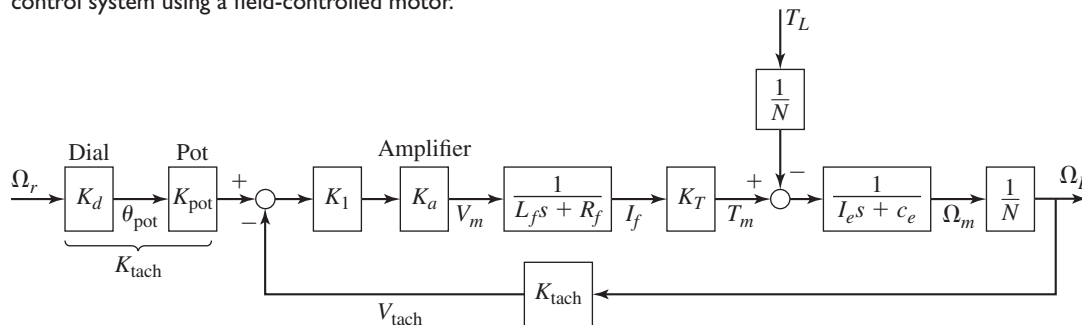 control system using a field-controlled motor.
T_L
1/N
Dial Pot Amplifier
Ω_r K_d θ_pot K_pot + − K_1 K_a V_m 1/(L_f s + R_f) I_f K_T + T_m − 1/(I_e s + c_e) Ω_m 1/N
K_tach
V_tach K_tach